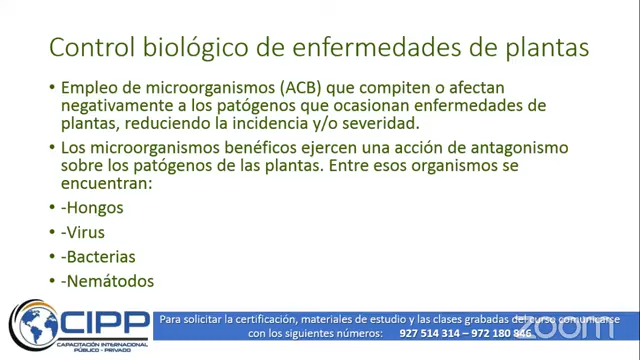 Control biológico de enfermedades de plantas
• Empleo de microorganismos (ACB) que compiten o afectan
negativamente a los patógenos que ocasionan enfermedades de
plantas, reduciendo la incidencia y/o severidad.
• Los microorganismos benéficos ejercen una acción de antagonismo
sobre los patógenos de las plantas. Entre esos organismos se
encuentran:
• -Hongos
• -Virus
• -Bacterias
• -Nemátodos
CIPP
CAPACITACIÓN INTERNACIONAL
PÚBLICO - PRIVADO
Para solicitar la certificación, materiales de estudio y las clases grabadas del curso comunicarse
con los siguientes números: 927 514 314 – 972 180 846
zoom